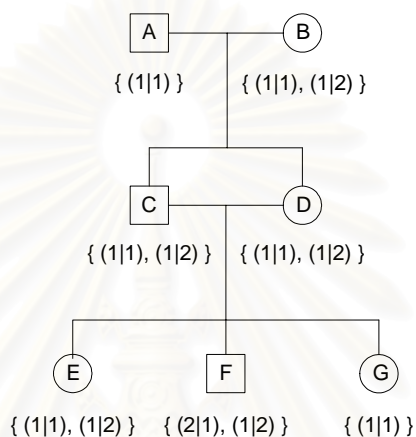 A B
{ (1|1) } { (1|1), (1|2) }
C D
{ (1|1), (1|2) } { (1|1), (1|2) }
E F G
{ (1|1), (1|2) } { (2|1), (1|2) } { (1|1) }